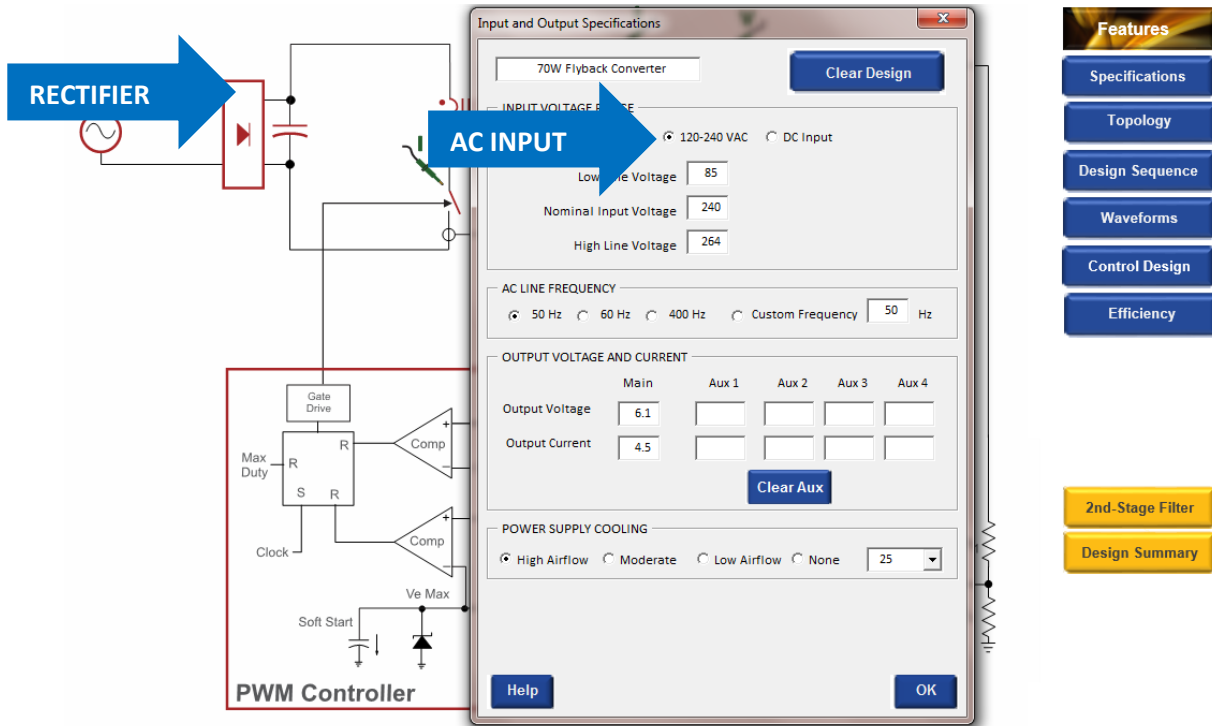 Input and Output Specifications
x
70W Flyback Converter
Clear Design
RECTIFIER
AC INPUT
INPUT VOLTAGE RANGE
120-240 VAC
DC Input
Low Line Voltage 85
Nominal Input Voltage 240
High Line Voltage 264
AC LINE FREQUENCY
50 Hz
60 Hz
400 Hz
Custom Frequency 50 Hz
OUTPUT VOLTAGE AND CURRENT
Main Aux 1 Aux 2 Aux 3 Aux 4
Output Voltage 6.1
Output Current 4.5
Clear Aux
POWER SUPPLY COOLING
High Airflow
Moderate
Low Airflow
None
25
Help
OK
Gate
Drive
R
R
S
R
Max
Duty
Clock
+
Comp
+
Comp
Ve Max
Soft Start
PWM Controller
Features
Specifications
Topology
Design Sequence
Waveforms
Control Design
Efficiency
2nd-Stage Filter
Design Summary